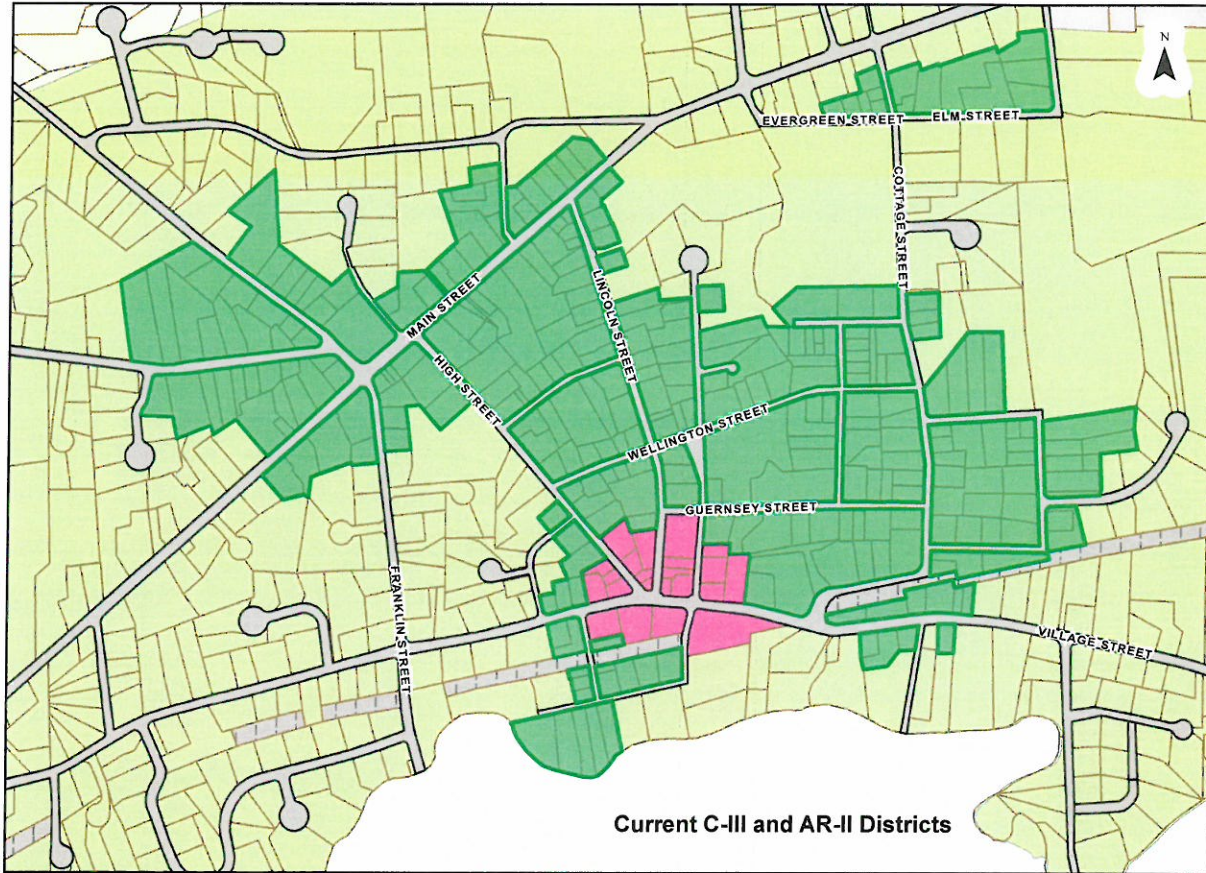 N
EVERGREEN STREET
ELM STREET
COTTAGE STREET
MAIN STREET
LINCOLN STREET
HIGH STREET
WELLINGTON STREET
GUERNSEY STREET
FRANKLIN STREET
VILLAGE STREET
Current C-III and AR-II Districts